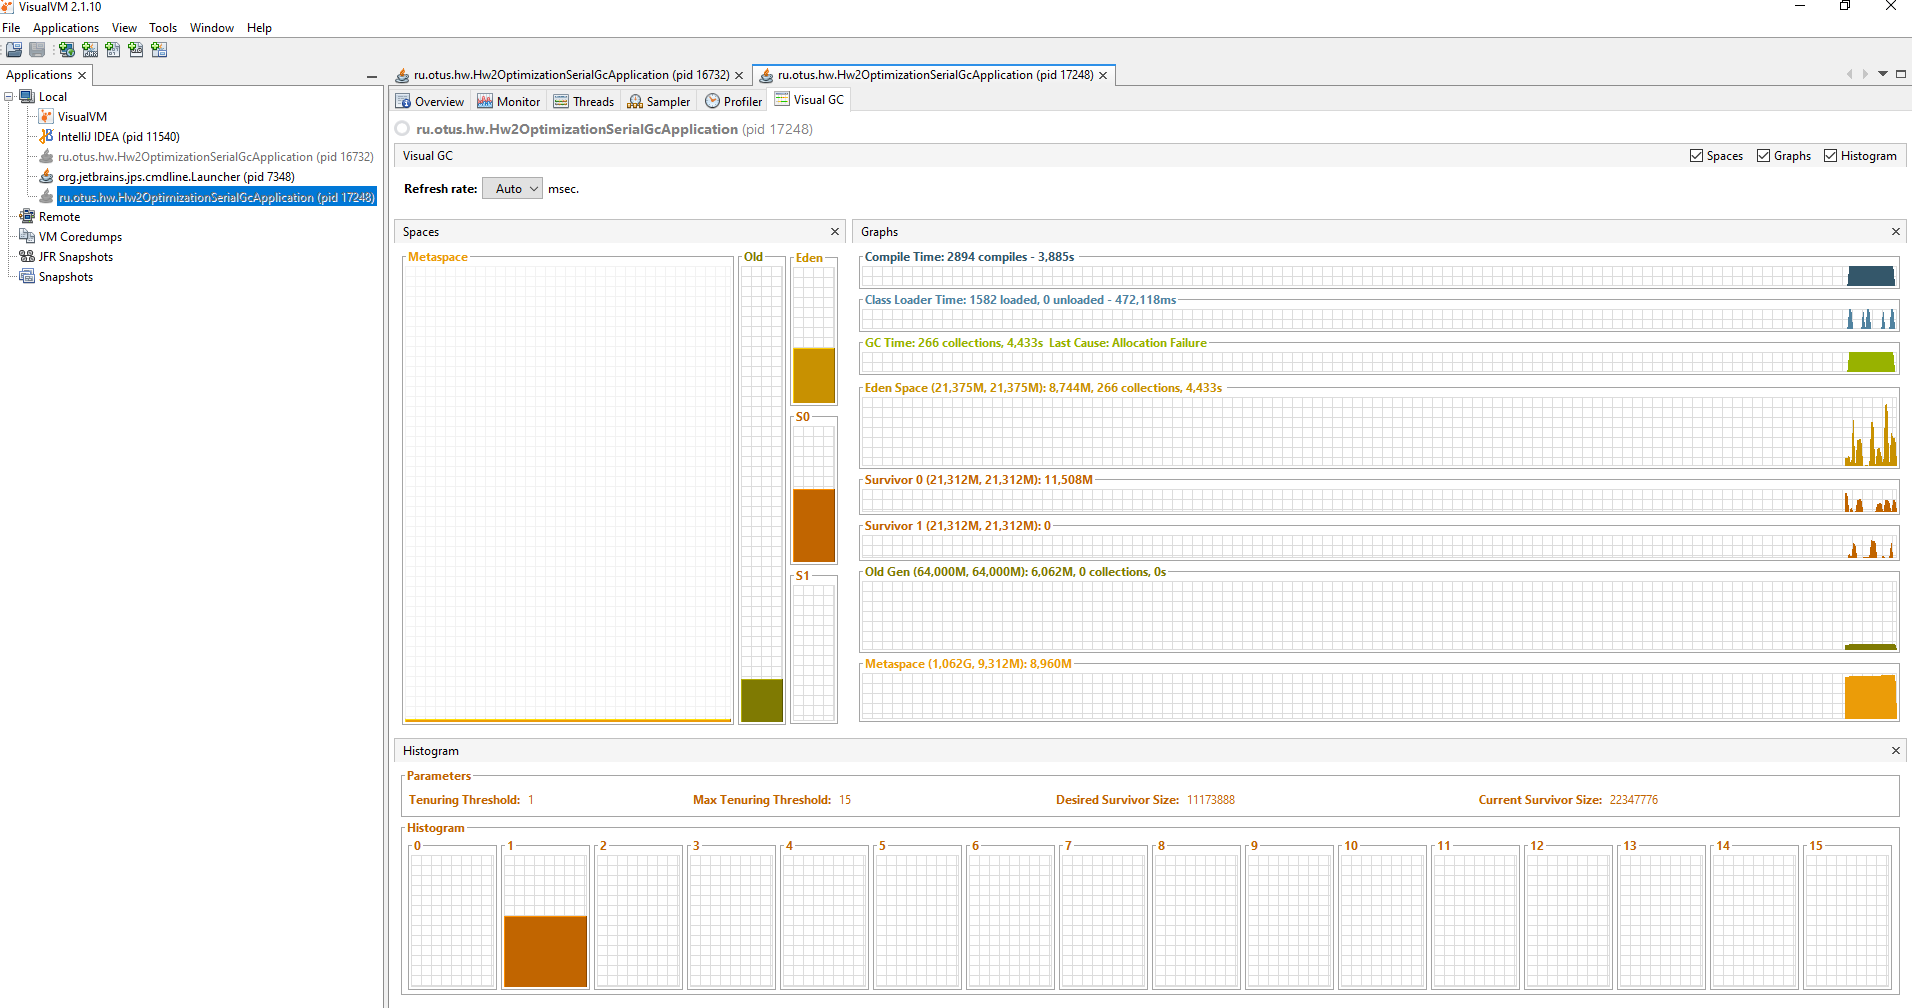 VisualVM 2.1.10
File Applications View Tools Window Help
Applications
Local
VisualVM
IntelliJ IDEA (pid 11540)
ru.otus.hw.Hw2OptimizationSerialGcApplication (pid 16732)
org.jetbrains.jps.cmdline.Launcher (pid 7348)
ru.otus.hw.Hw2OptimizationSerialGcApplication (pid 17248)
Remote
VM Coredumps
JFR Snapshots
Snapshots
ru.otus.hw.Hw2OptimizationSerialGcApplication (pid 16732) ru.otus.hw.Hw2OptimizationSerialGcApplication (pid 17248)
Overview Monitor Threads Sampler Profiler Visual GC
ru.otus.hw.Hw2OptimizationSerialGcApplication (pid 17248)
Visual GC Spaces Graphs Histogram
Refresh rate: Auto msec.
Spaces
Metaspace Old Eden
S0
S1
Graphs
Compile Time: 2894 compiles - 3,885s
Class Loader Time: 1582 loaded, 0 unloaded - 472,118ms
GC Time: 266 collections, 4,433s Last Cause: Allocation Failure
Eden Space (21,375M, 21,375M): 8,744M, 266 collections, 4,433s
Survivor 0 (21,312M, 21,312M): 11,508M
Survivor 1 (21,312M, 21,312M): 0
Old Gen (64,000M, 64,000M): 6,062M, 0 collections, 0s
Metaspace (1,062G, 9,312M): 8,960M
Histogram
Parameters
Tenuring Threshold: 1 Max Tenuring Threshold: 15 Desired Survivor Size: 11173888 Current Survivor Size: 22347776
Histogram
0 1 2 3 4 5 6 7 8 9 10 11 12 13 14 15